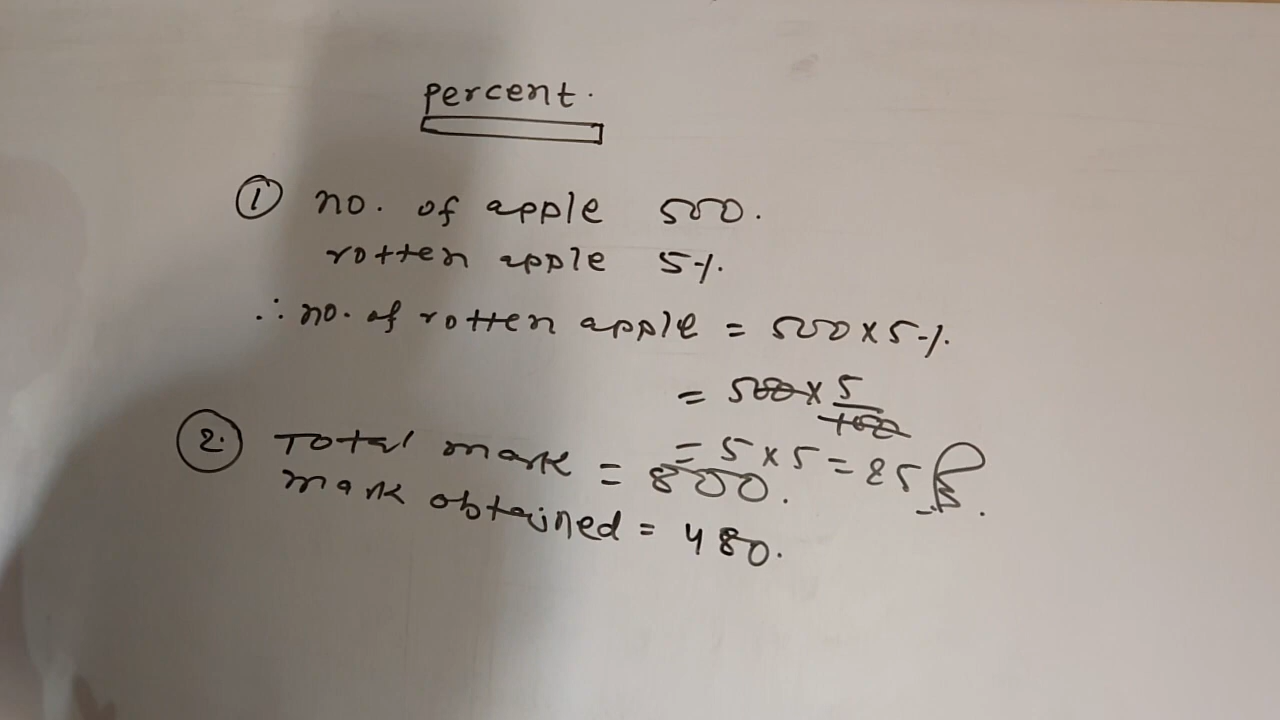 percent.
① no. of apple 500.
rotten apple 5%.
∴ no. of rotten apple = 500 x 5%.
= 500 x 5/100
= 5 x 5 = 25
②. Total mark = 800.
mark obtained = 480.